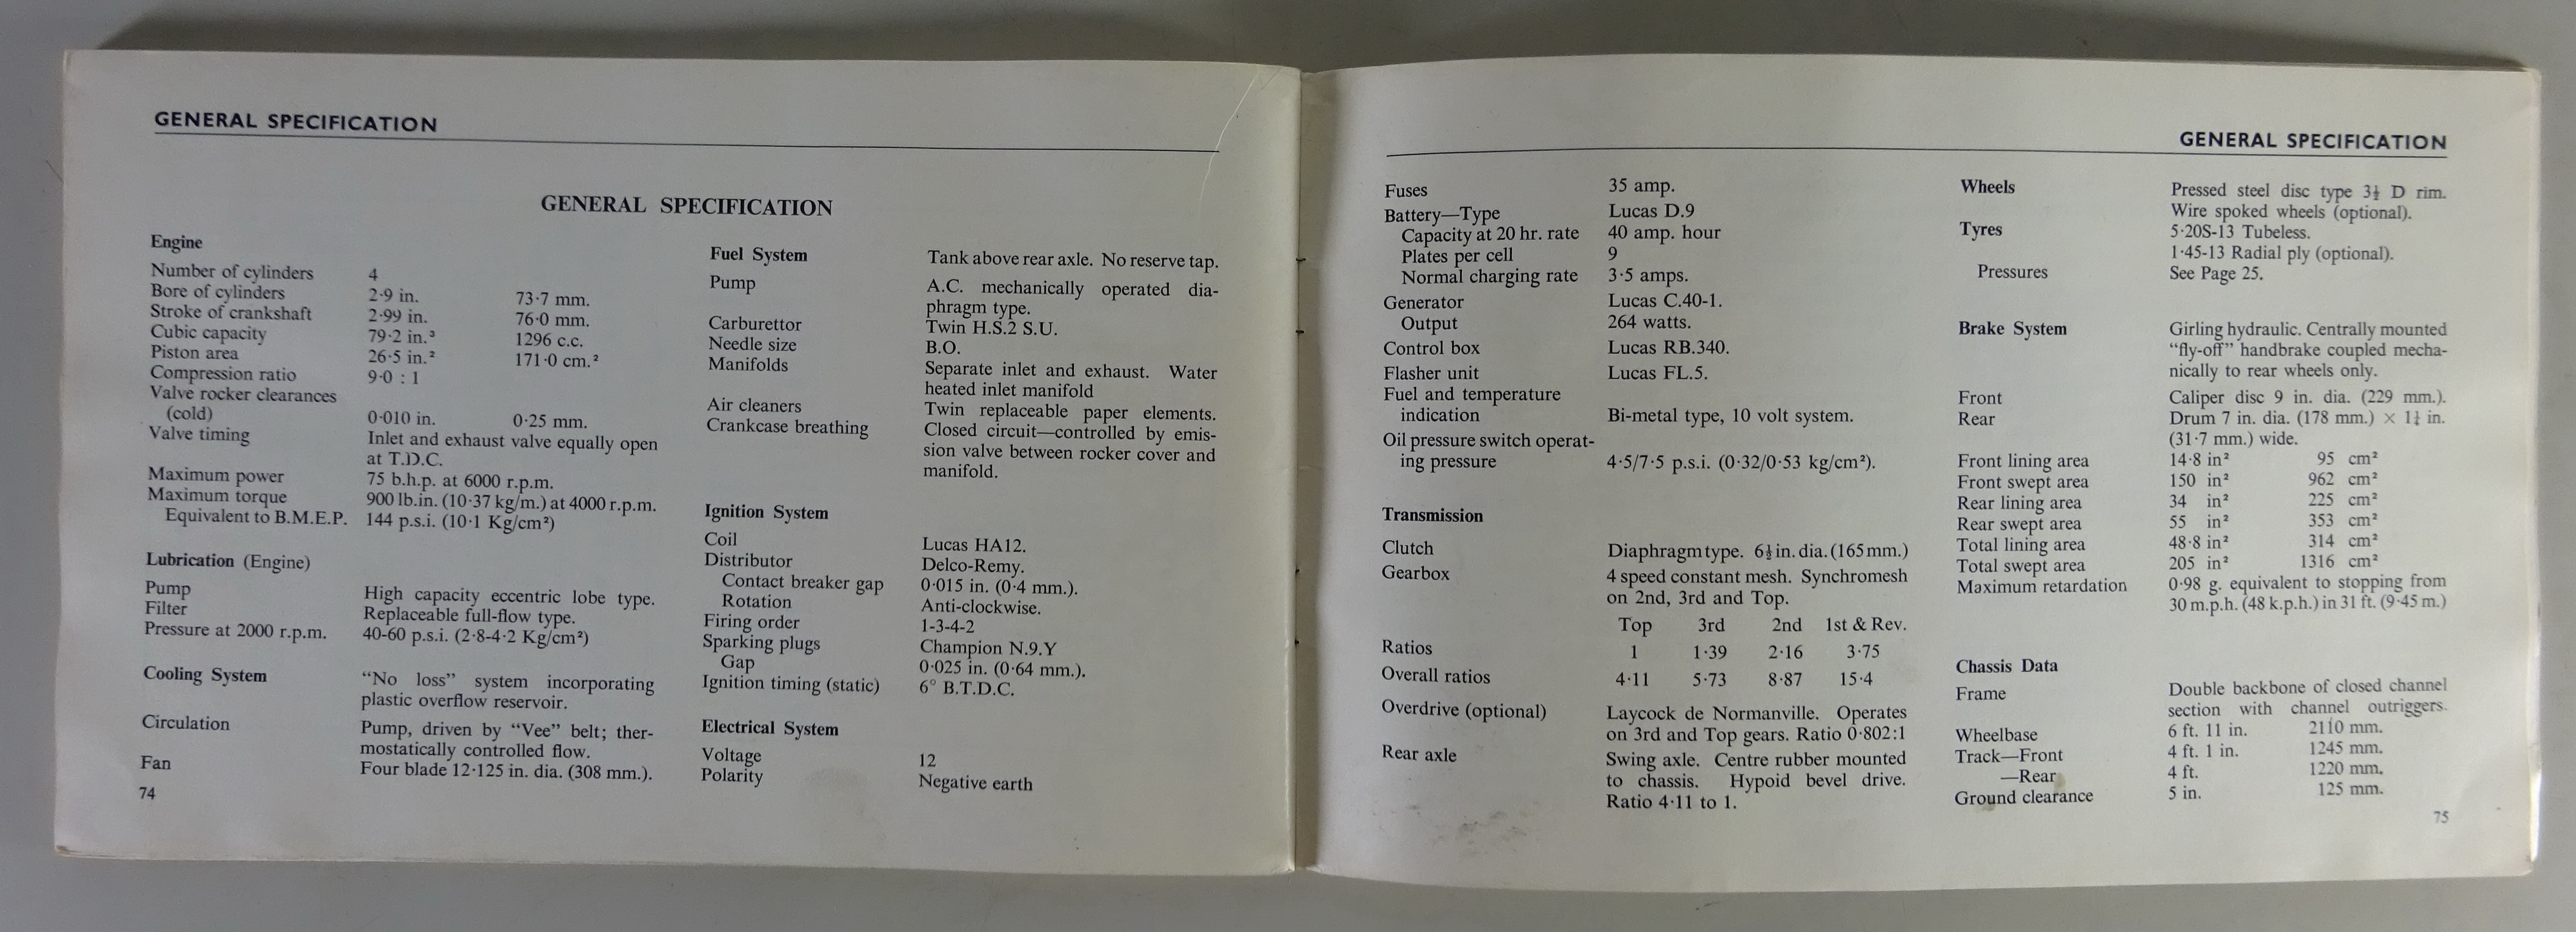 GENERAL SPECIFICATION
GENERAL SPECIFICATION
Engine
Number of cylinders 4
Bore of cylinders 2·9 in. 73·7 mm.
Stroke of crankshaft 2·99 in. 76·0 mm.
Cubic capacity 79·2 in.³ 1296 c.c.
Piston area 26·5 in.² 171·0 cm.²
Compression ratio 9·0 : 1
Valve rocker clearances
(cold) 0·010 in. 0·25 mm.
Valve timing Inlet and exhaust valve equally open
at T.D.C.
Maximum power 75 b.h.p. at 6000 r.p.m.
Maximum torque 900 lb.in. (10·37 kg/m.) at 4000 r.p.m.
Equivalent to B.M.E.P. 144 p.s.i. (10·1 Kg/cm²)
Lubrication (Engine)
Pump High capacity eccentric lobe type.
Filter Replaceable full-flow type.
Pressure at 2000 r.p.m. 40-60 p.s.i. (2·8-4·2 Kg/cm²)
Cooling System “No loss” system incorporating
plastic overflow reservoir.
Circulation Pump, driven by “Vee” belt; ther-
mostatically controlled flow.
Fan Four blade 12·125 in. dia. (308 mm.).
74
Fuel System Tank above rear axle. No reserve tap.
Pump A.C. mechanically operated dia-
phragm type.
Carburettor Twin H.S.2 S.U.
Needle size B.O.
Manifolds Separate inlet and exhaust. Water
heated inlet manifold
Air cleaners Twin replaceable paper elements.
Crankcase breathing Closed circuit—controlled by emis-
sion valve between rocker cover and
manifold.
Ignition System
Coil Lucas HA12.
Distributor Delco-Remy.
Contact breaker gap 0·015 in. (0·4 mm.).
Rotation Anti-clockwise.
Firing order 1-3-4-2
Sparking plugs Champion N.9.Y
Gap 0·025 in. (0·64 mm.).
Ignition timing (static) 6° B.T.D.C.
Electrical System
Voltage 12
Polarity Negative earth
GENERAL SPECIFICATION
Fuses 35 amp.
Battery—Type Lucas D.9
Capacity at 20 hr. rate 40 amp. hour
Plates per cell 9
Normal charging rate 3·5 amps.
Generator Lucas C.40-1.
Output 264 watts.
Control box Lucas RB.340.
Flasher unit Lucas FL.5.
Fuel and temperature
indication Bi-metal type, 10 volt system.
Oil pressure switch operat-
ing pressure 4·5/7·5 p.s.i. (0·32/0·53 kg/cm²).
Transmission
Clutch Diaphragm type. 6½ in. dia. (165 mm.)
Gearbox 4 speed constant mesh. Synchromesh
on 2nd, 3rd and Top.
Top 3rd 2nd 1st & Rev.
Ratios 1 1·39 2·16 3·75
Overall ratios 4·11 5·73 8·87 15·4
Overdrive (optional) Laycock de Normanville. Operates
on 3rd and Top gears. Ratio 0·802:1
Rear axle Swing axle. Centre rubber mounted
to chassis. Hypoid bevel drive.
Ratio 4·11 to 1.
Wheels Pressed steel disc type 3½ D rim.
Wire spoked wheels (optional).
Tyres 5·20S-13 Tubeless.
1·45-13 Radial ply (optional).
Pressures See Page 25.
Brake System Girling hydraulic. Centrally mounted
“fly-off” handbrake coupled mecha-
nically to rear wheels only.
Front Caliper disc 9 in. dia. (229 mm.).
Rear Drum 7 in. dia. (178 mm.) × 1¼ in.
(31·7 mm.) wide.
Front lining area 14·8 in² 95 cm²
Front swept area 150 in² 962 cm²
Rear lining area 34 in² 225 cm²
Rear swept area 55 in² 353 cm²
Total lining area 48·8 in² 314 cm²
Total swept area 205 in² 1316 cm²
Maximum retardation 0·98 g. equivalent to stopping from
30 m.p.h. (48 k.p.h.) in 31 ft. (9·45 m.)
Chassis Data
Frame Double backbone of closed channel
section with channel outriggers.
Wheelbase 6 ft. 11 in. 2110 mm.
Track—Front 4 ft. 1 in. 1245 mm.
—Rear 4 ft. 1220 mm.
Ground clearance 5 in. 125 mm.
75